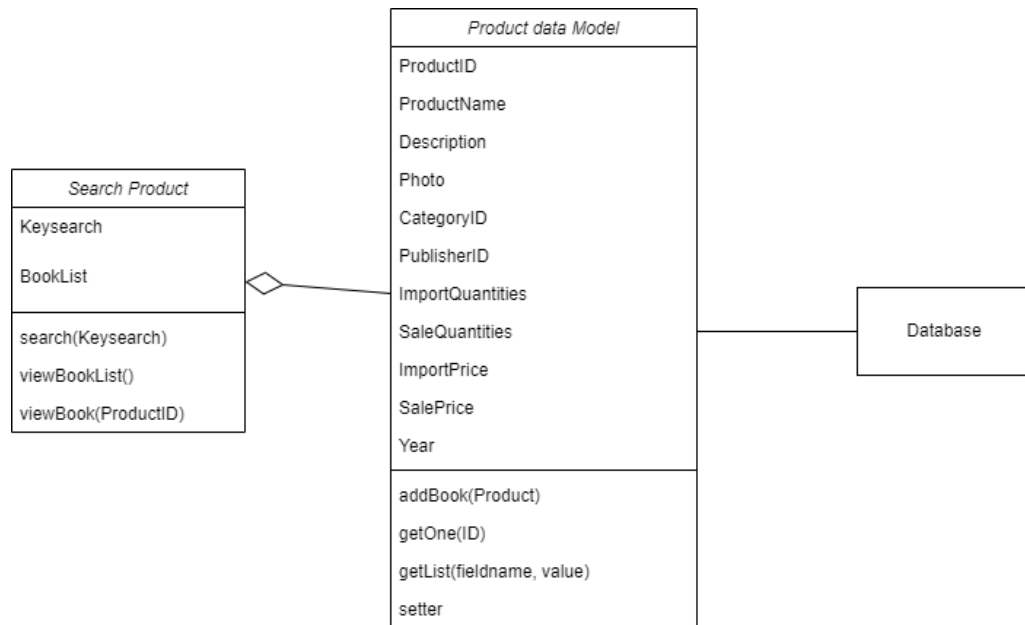 Product data Model
ProductID
ProductName
Description
Photo
CategoryID
PublisherID
ImportQuantities
SaleQuantities
ImportPrice
SalePrice
Year
addBook(Product)
getOne(ID)
getList(fieldname, value)
setter
Search Product
Keysearch
BookList
search(Keysearch)
viewBookList()
viewBook(ProductID)
Database